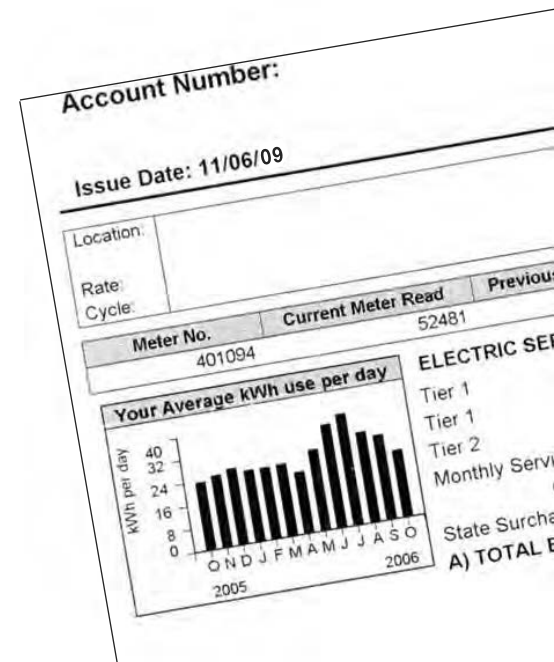 Account Number:
Issue Date: 11/06/09
Location:
Rate:
Cycle:
Meter No. Current Meter Read Previous
401094 52481
Your Average kWh use per day
kWh per day
40
32
24
16
8
0
O N D J F M A M J J A S O
2005 2006
ELECTRIC SE
Tier 1
Tier 1
Tier 2
Monthly Servi
State Surcha
A) TOTAL